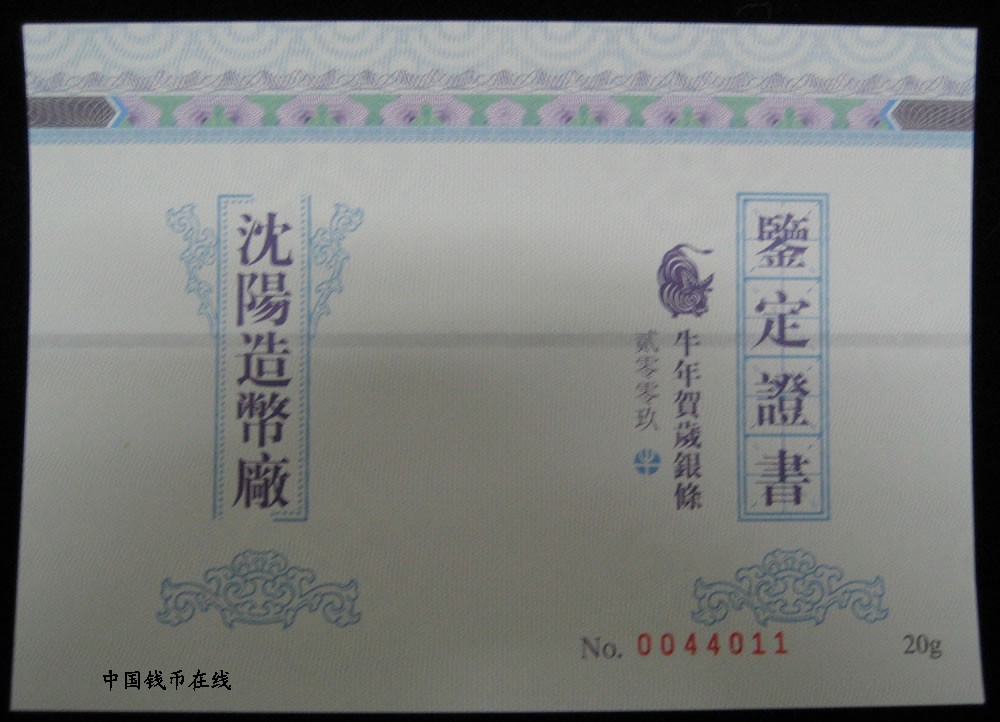 鑒定證書
牛年賀歲銀條
貳零零玖
沈陽造幣廠
No. 0044011
20g
中国钱币在线